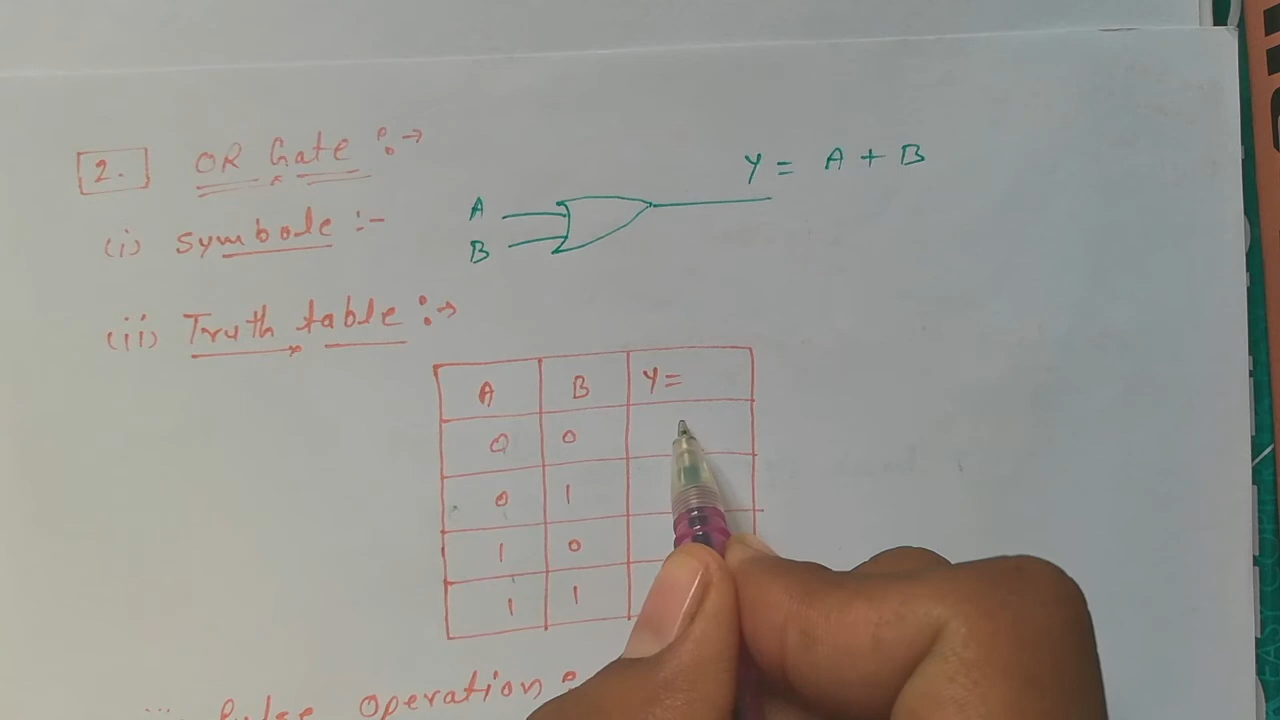 2. OR Gate :→
Y = A + B
(i) Symbole :-
A
B
(ii) Truth table :→
A B Y=
0 0
0 1
1 0
1 1
Operation :